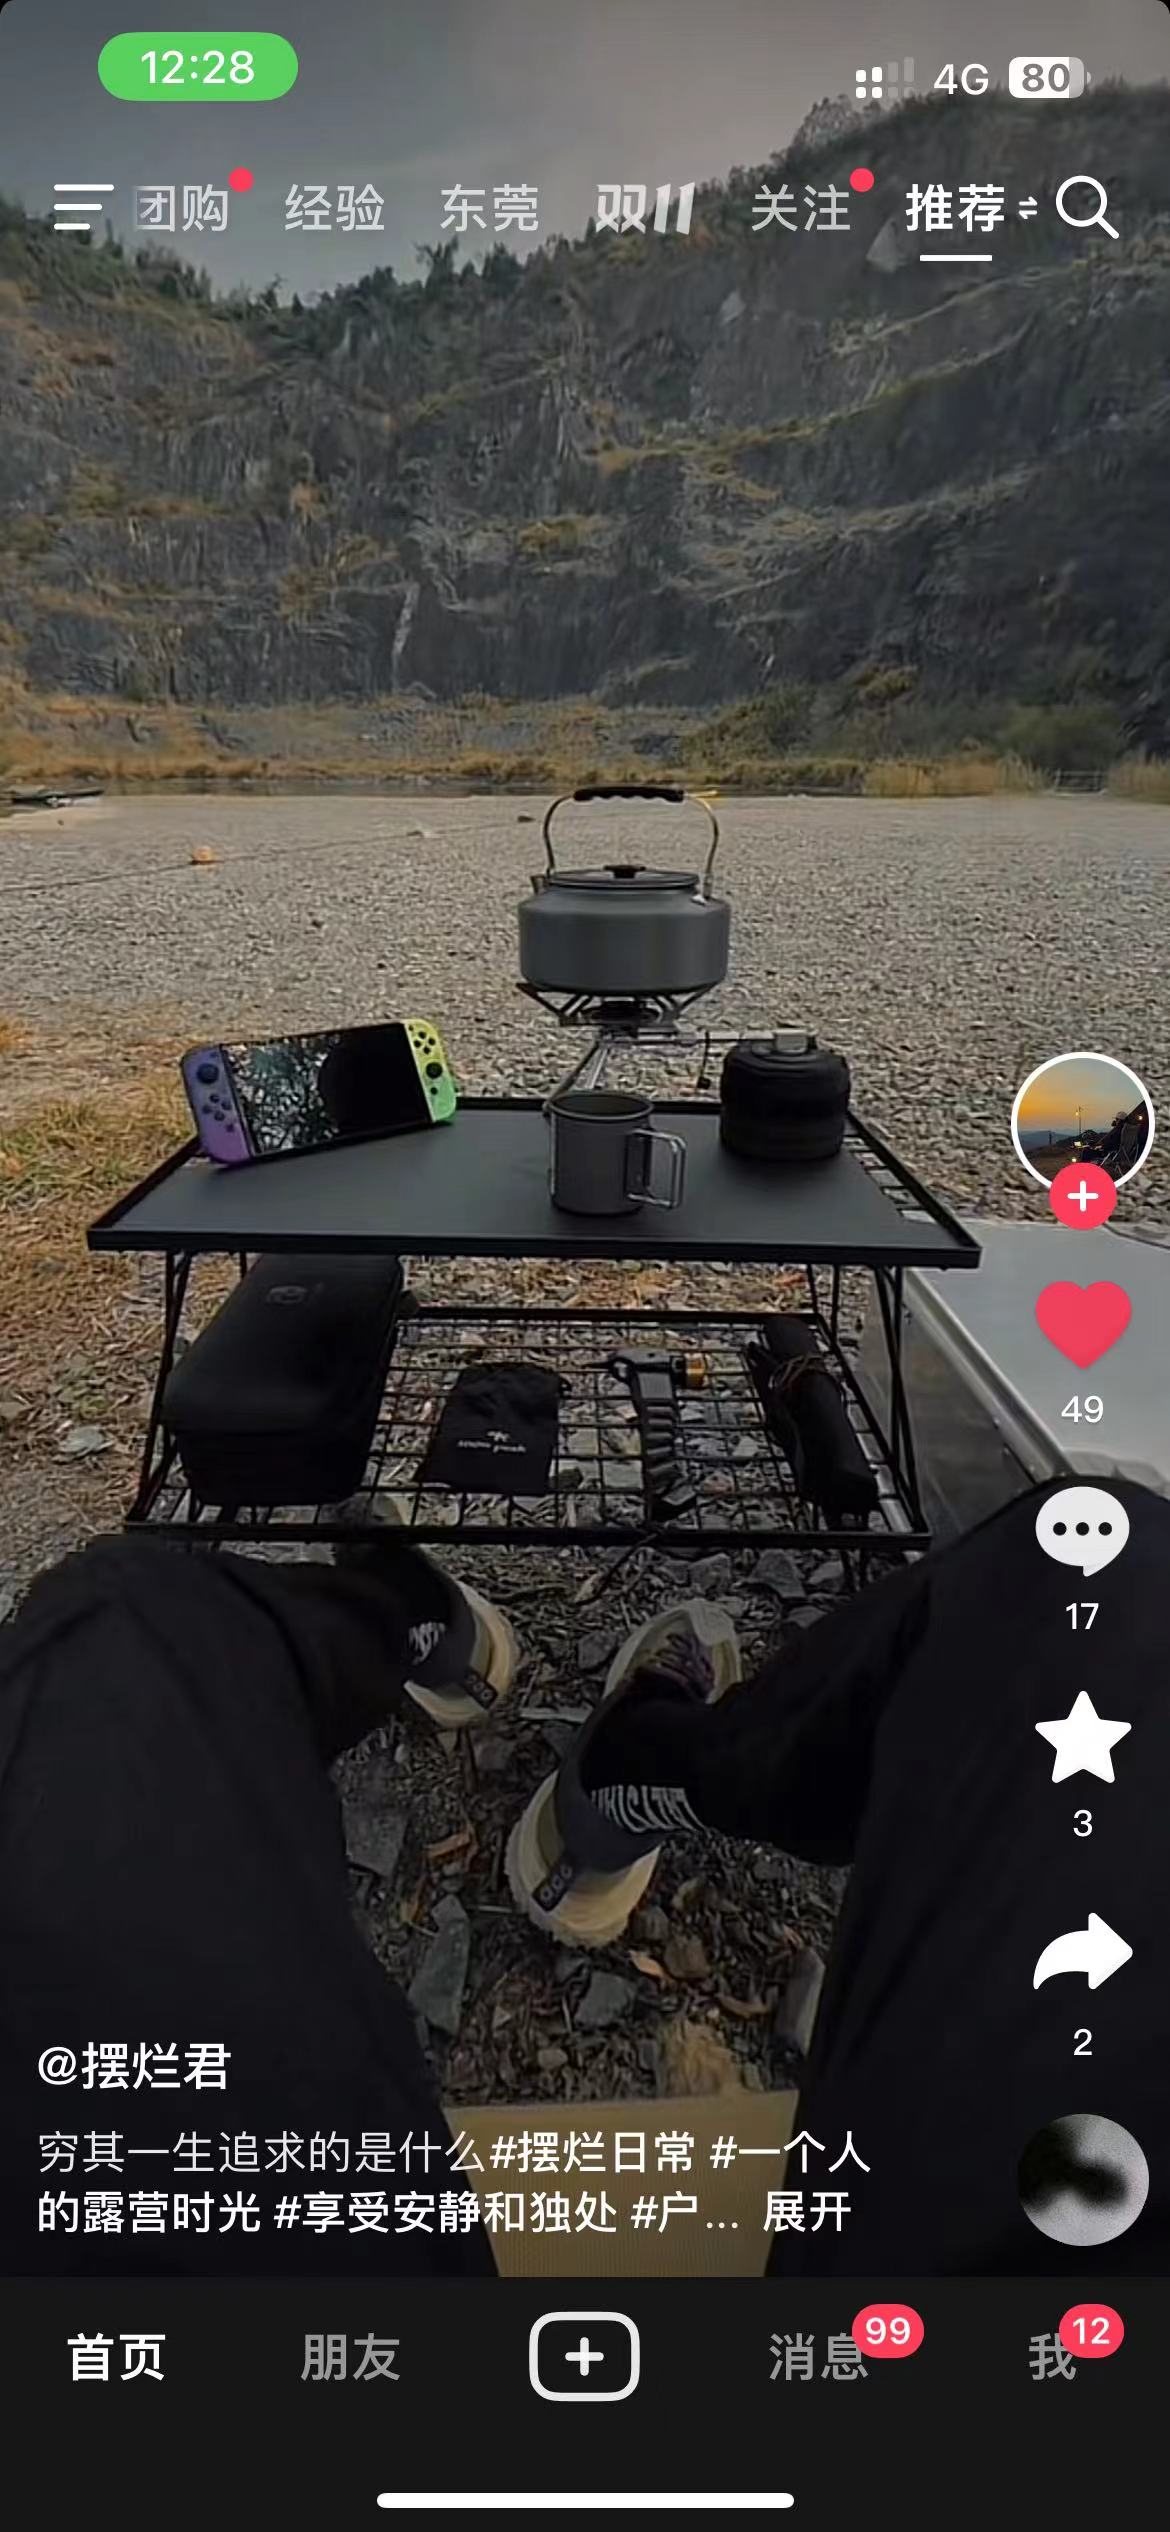 12:28
4G 80
团购 经验 东莞 双11 关注 推荐
49
17
3
2
@摆烂君
穷其一生追求的是什么#摆烂日常 #一个人
的露营时光 #享受安静和独处 #户... 展开
首页 朋友 消息 99 我 12